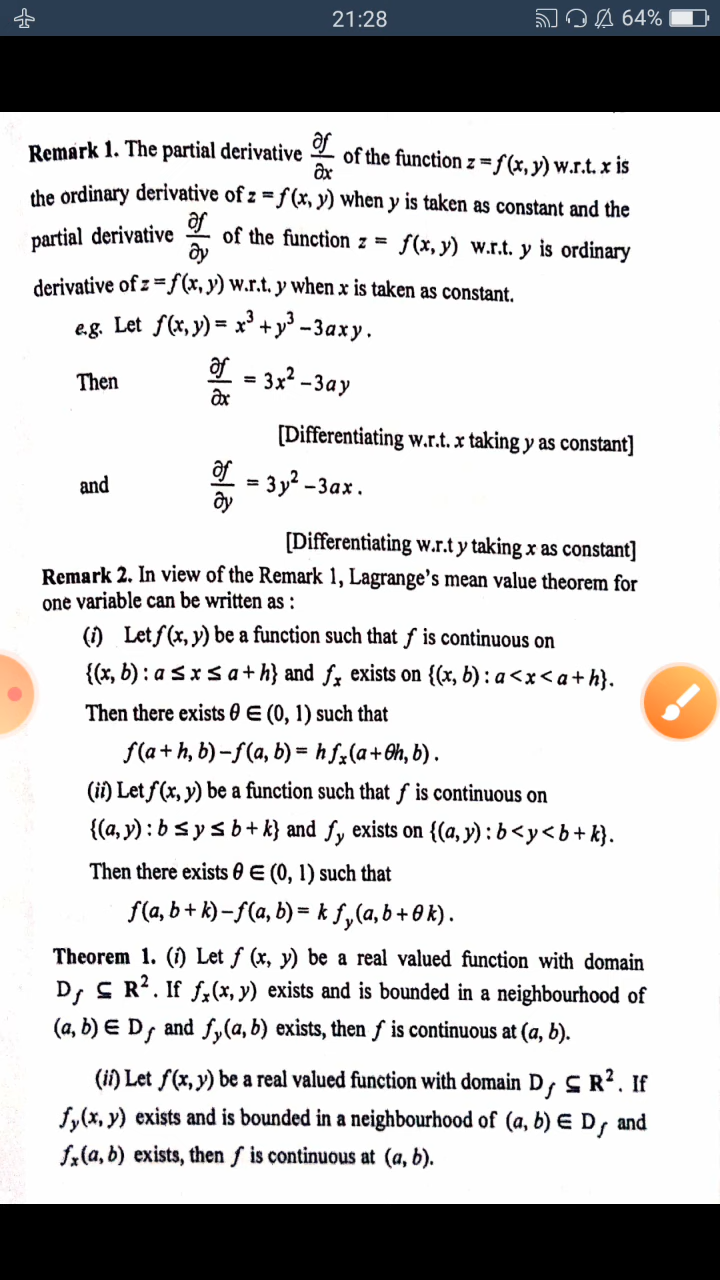 21:28 64%
Remark 1. The partial derivative ∂f/∂x of the function z = f(x, y) w.r.t. x is
the ordinary derivative of z = f(x, y) when y is taken as constant and the
partial derivative ∂f/∂y of the function z = f(x, y) w.r.t. y is ordinary
derivative of z = f(x, y) w.r.t. y when x is taken as constant.
e.g. Let f(x, y) = x³ + y³ – 3axy.
Then ∂f/∂x = 3x² – 3ay
[Differentiating w.r.t. x taking y as constant]
and ∂f/∂y = 3y² – 3ax.
[Differentiating w.r.t y taking x as constant]
Remark 2. In view of the Remark 1, Lagrange's mean value theorem for
one variable can be written as :
(i) Let f(x, y) be a function such that f is continuous on
{(x, b) : a ≤ x ≤ a + h} and fₓ exists on {(x, b) : a < x < a + h}.
Then there exists θ ∈ (0, 1) such that
f(a + h, b) – f(a, b) = h fₓ(a + θh, b).
(ii) Let f(x, y) be a function such that f is continuous on
{(a, y) : b ≤ y ≤ b + k} and f_y exists on {(a, y) : b < y < b + k}.
Then there exists θ ∈ (0, 1) such that
f(a, b + k) – f(a, b) = k f_y(a, b + θ k).
Theorem 1. (i) Let f (x, y) be a real valued function with domain
D_f ⊆ R². If fₓ(x, y) exists and is bounded in a neighbourhood of
(a, b) ∈ D_f and f_y(a, b) exists, then f is continuous at (a, b).
(ii) Let f(x, y) be a real valued function with domain D_f ⊆ R². If
f_y(x, y) exists and is bounded in a neighbourhood of (a, b) ∈ D_f and
fₓ(a, b) exists, then f is continuous at (a, b).